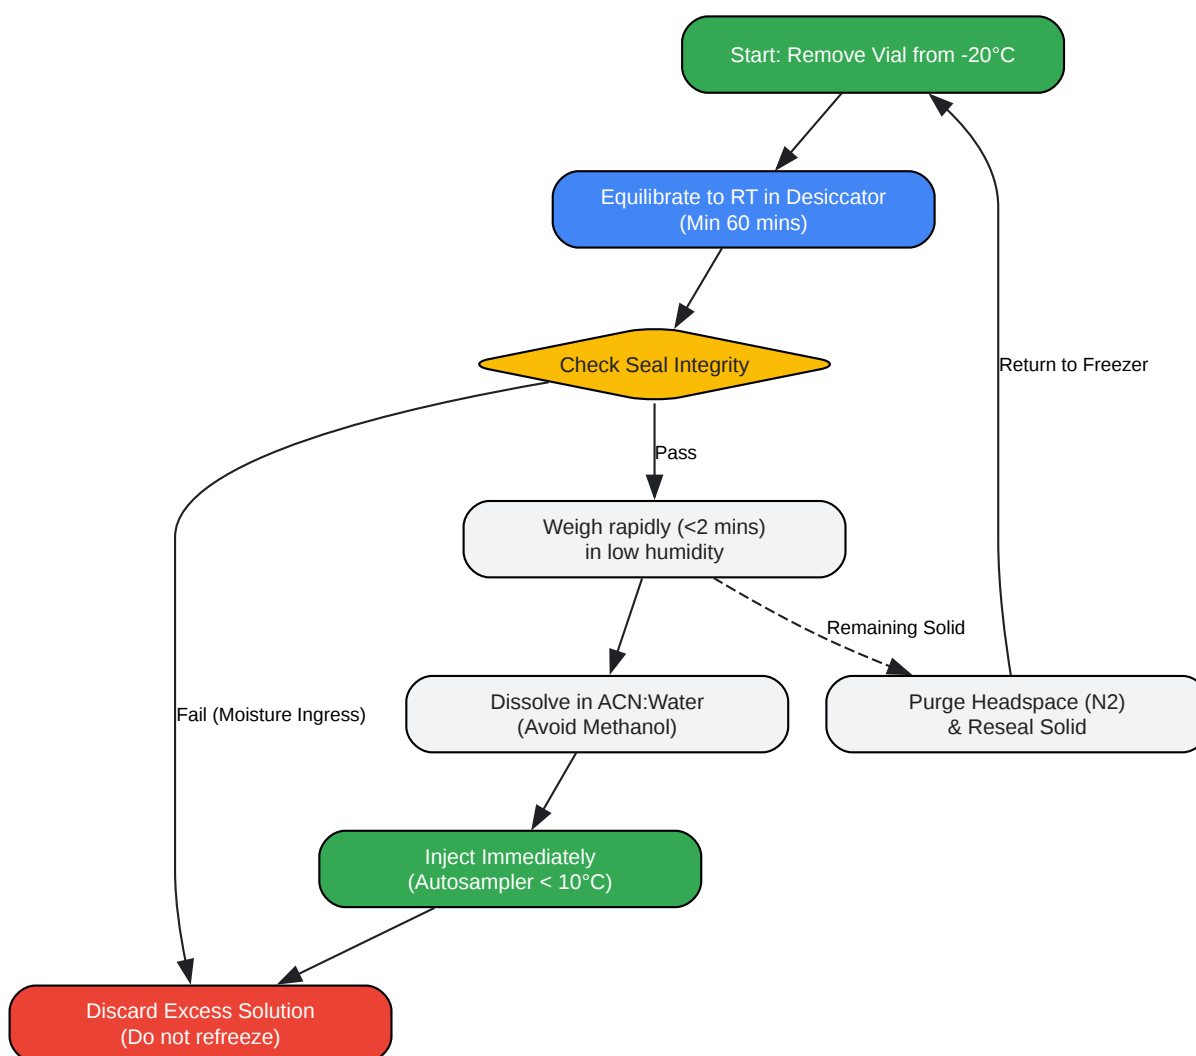 Start: Remove Vial from -20°C
Equilibrate to RT in Desiccator
(Min 60 mins)
Check Seal Integrity
Return to Freezer
Pass
Weigh rapidly (<2 mins)
in low humidity
Remaining Solid
Dissolve in ACN:Water
(Avoid Methanol)
Purge Headspace (N2)
& Reseal Solid
Fail (Moisture Ingress)
Inject Immediately
(Autosampler < 10°C)
Discard Excess Solution
(Do not refreeze)